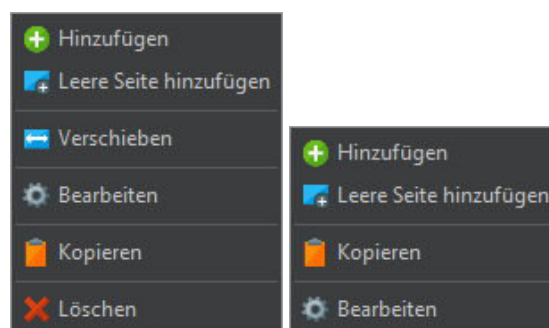 Hinzufügen
Leere Seite hinzufügen
Verschieben
Bearbeiten
Kopieren
Löschen
Hinzufügen
Leere Seite hinzufügen
Kopieren
Bearbeiten